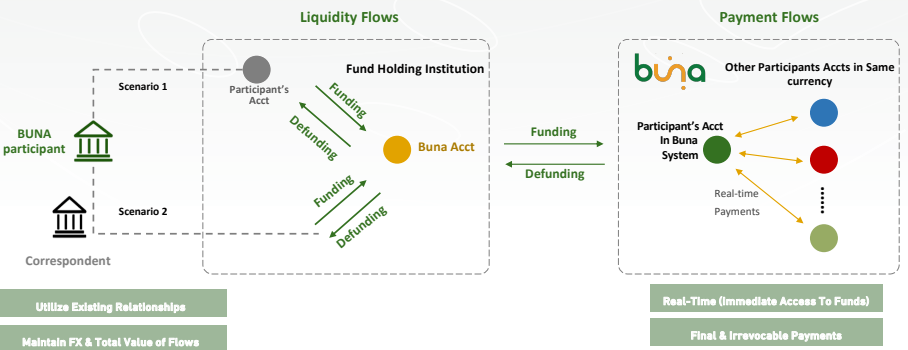 Liquidity Flows
Payment Flows
Scenario 1
Participant's
Acct
Fund Holding Institution
Funding
Defunding
Buna Acct
Funding
Defunding
BUNA
participant
Scenario 2
Correspondent
Funding
Defunding
buna
Other Participants Accts in Same
currency
Participant's Acct
In Buna
System
Real-time
Payments
Utilize Existing Relationships
Maintain FX & Total Value of Flows
Real-Time (Immediate Access To Funds)
Final & Irrevocable Payments